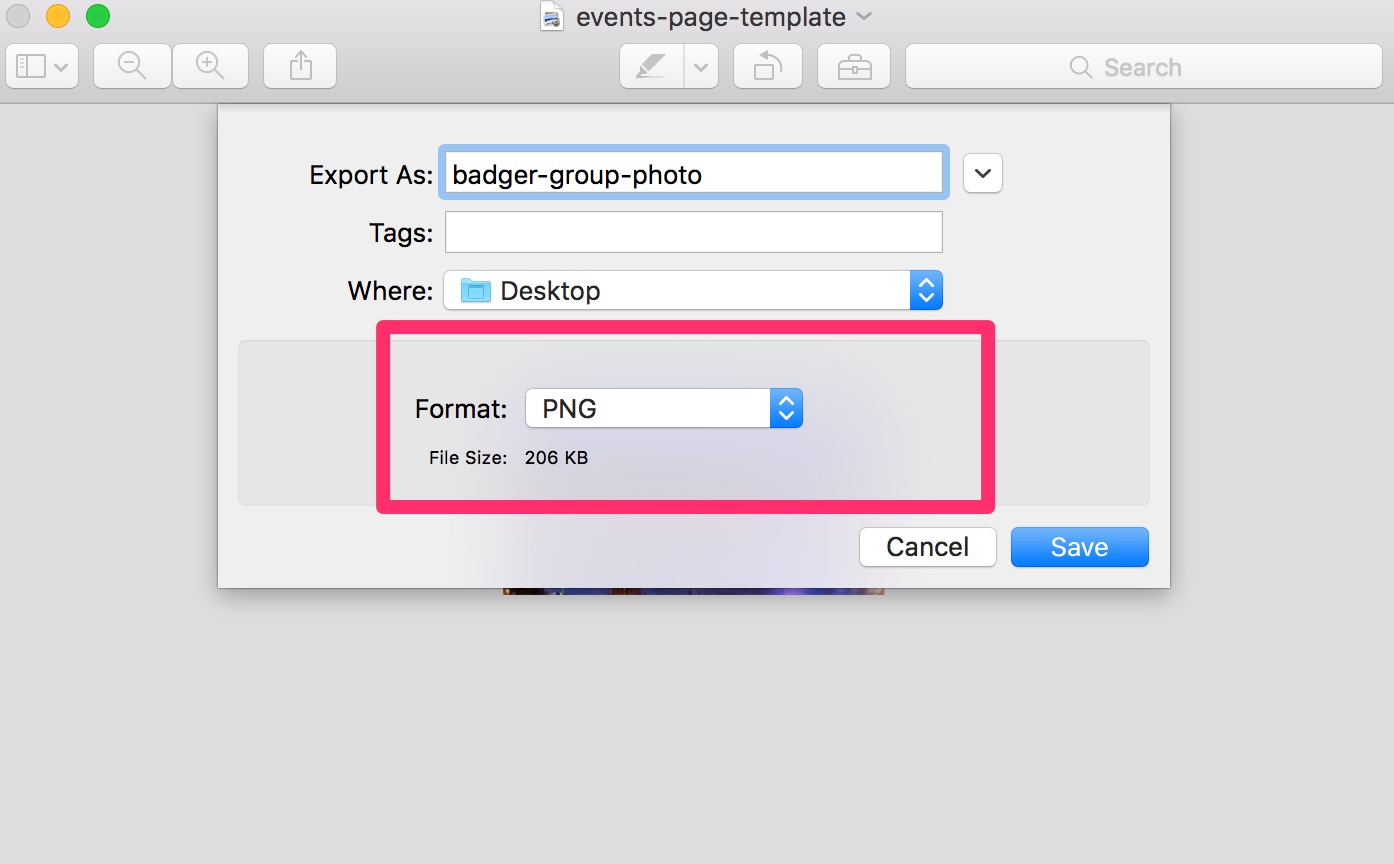 events-page-template
Search
Export As: badger-group-photo
Tags:
Where: Desktop
Format: PNG
File Size: 206 KB
Cancel Save